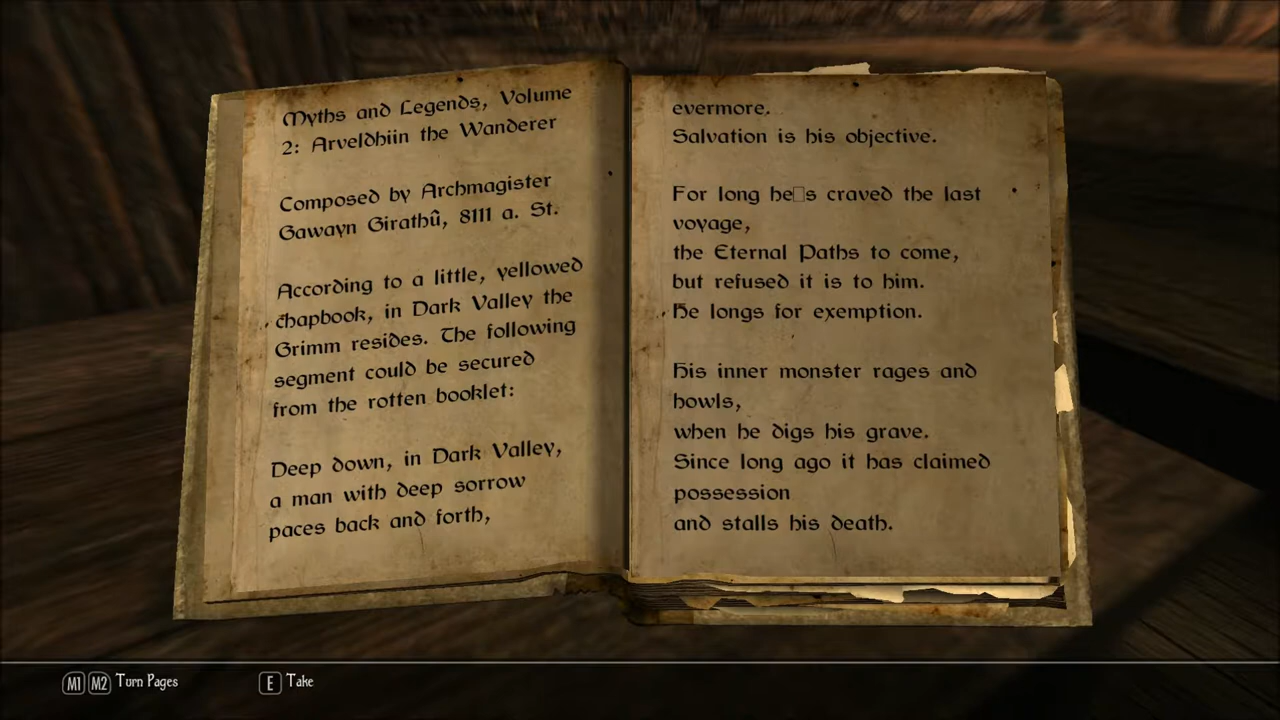 Myths and Legends, Volume
2: Arveldhiin the Wanderer
Composed by Archmagister
Gawayn Girathû, 8111 a. St.
According to a little, yellowed
chapbook, in Dark Valley the
Grimm resides. The following
segment could be secured
from the rotten booklet:
Deep down, in Dark Valley,
a man with deep sorrow
paces back and forth,
evermore.
Salvation is his objective.
For long he□s craved the last
voyage,
the Eternal Paths to come,
but refused it is to him.
He longs for exemption.
His inner monster rages and
howls,
when he digs his grave.
Since long ago it has claimed
possession
and stalls his death.
M1 M2 Turn Pages
E Take